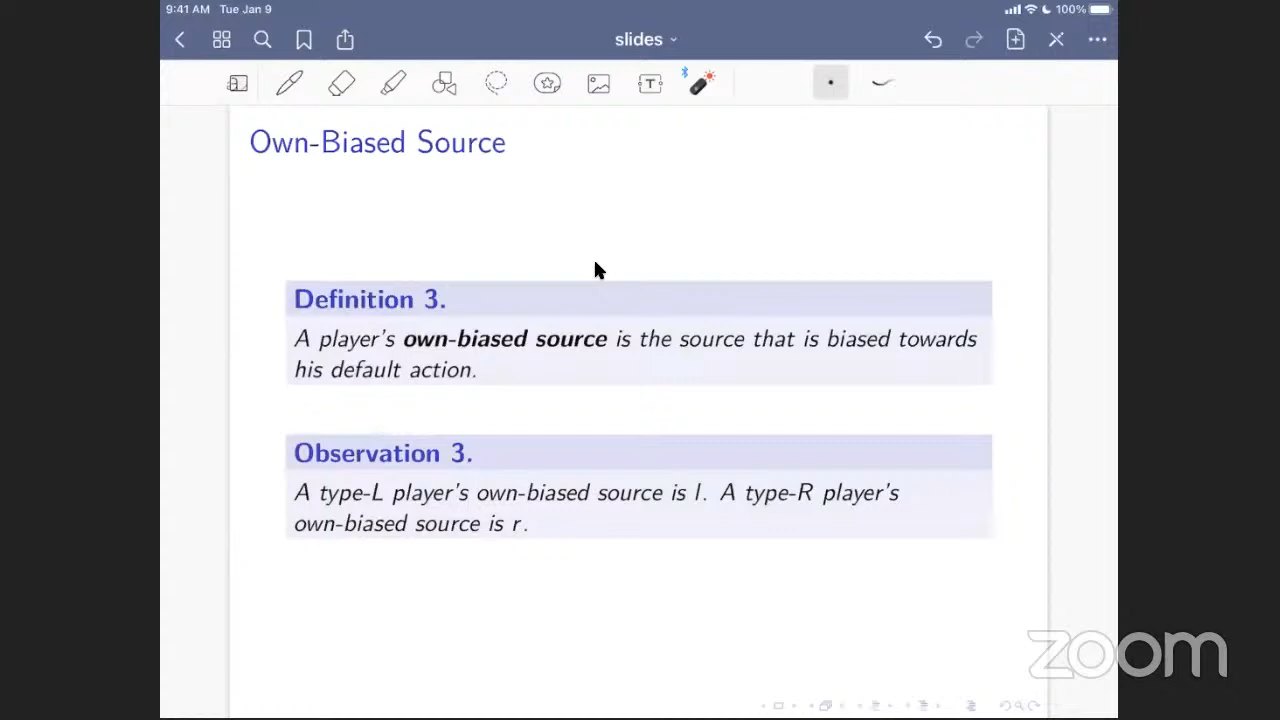 9:41 AM Tue Jan 9
100%
slides
T
Own-Biased Source
Definition 3.
A player's own-biased source is the source that is biased towards
his default action.
Observation 3.
A type-L player's own-biased source is l. A type-R player's
own-biased source is r.
zoom